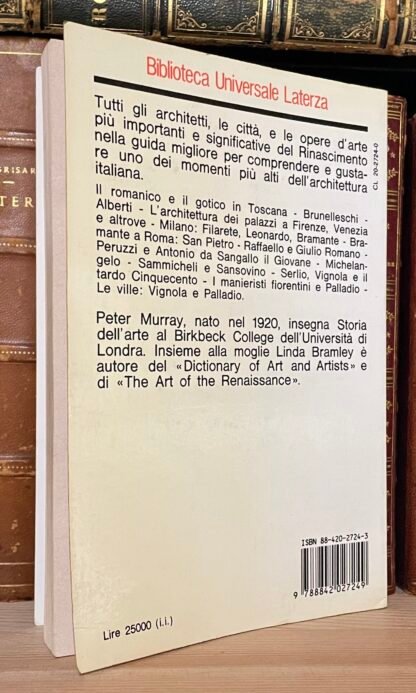 Biblioteca Universale Laterza
Tutti gli architetti, le città, e le opere d'arte
più importanti e significative del Rinascimento
nella guida migliore per comprendere e gusta-
re uno dei momenti più alti dell'architettura
italiana.
Il romanico e il gotico in Toscana - Brunelleschi -
Alberti - L'architettura dei palazzi a Firenze, Venezia
e altrove - Milano: Filarete, Leonardo, Bramante - Bra-
mante a Roma: San Pietro - Raffaello e Giulio Romano -
Peruzzi e Antonio da Sangallo il Giovane - Michelan-
gelo - Sammicheli e Sansovino - Serlio, Vignola e il
tardo Cinquecento - I manieristi fiorentini e Palladio -
Le ville: Vignola e Palladio.
Peter Murray, nato nel 1920, insegna Storia
dell'arte al Birkbeck College dell'Università di
Londra. Insieme alla moglie Linda Bramley è
autore del «Dictionary of Art and Artists» e
di «The Art of the Renaissance».
CL 20-2724-0
ISBN 88-420-2724-3
9 788842 027249
Lire 25000 (i.i.)